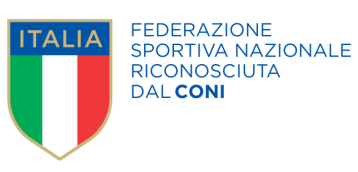 ITALIA
FEDERAZIONE
SPORTIVA NAZIONALE
RICONOSCIUTA
DAL CONI